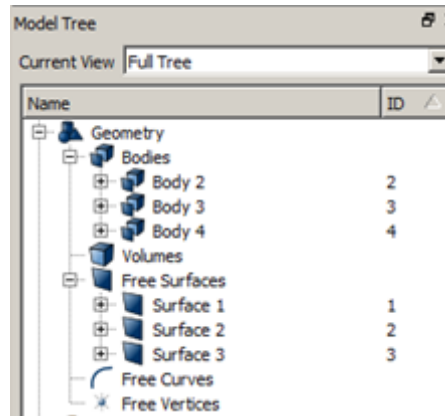 Model Tree
Current View Full Tree
Name ID
Geometry
Bodies
Body 2 2
Body 3 3
Body 4 4
Volumes
Free Surfaces
Surface 1 1
Surface 2 2
Surface 3 3
Free Curves
Free Vertices